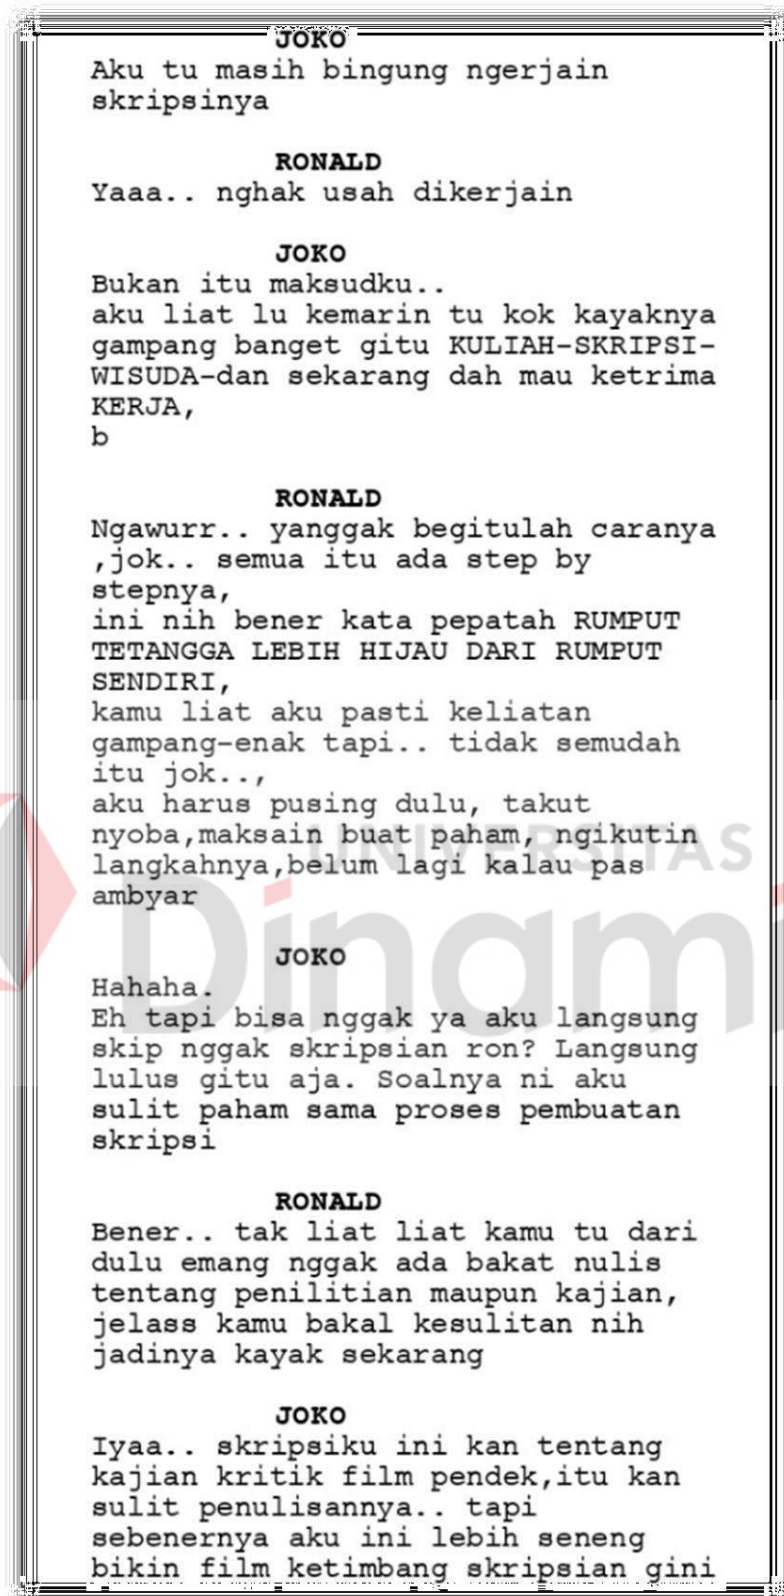 JOKO
Aku tu masih bingung ngerjain
skripsinya
RONALD
Yaaa.. nghak usah dikerjain
JOKO
Bukan itu maksudku..
aku liat lu kemarin tu kok kayaknya
gampang banget gitu KULIAH-SKRIPSI-
WISUDA-dan sekarang dah mau ketrima
KERJA,
b
RONALD
Ngawurr.. yanggak begitulah caranya
,jok.. semua itu ada step by
stepnya,
ini nih bener kata pepatah RUMPUT
TETANGGA LEBIH HIJAU DARI RUMPUT
SENDIRI,
kamu liat aku pasti keliatan
gampang-enak tapi.. tidak semudah
itu jok..,
aku harus pusing dulu, takut
nyoba,maksain buat paham, ngikutin
langkahnya,belum lagi kalau pas
ambyar
UNIVERSITAS
Dinami
JOKO
Hahaha.
Eh tapi bisa nggak ya aku langsung
skip nggak skripsian ron? Langsung
lulus gitu aja. Soalnya ni aku
sulit paham sama proses pembuatan
skripsi
RONALD
Bener.. tak liat liat kamu tu dari
dulu emang nggak ada bakat nulis
tentang penilitian maupun kajian,
jelass kamu bakal kesulitan nih
jadinya kayak sekarang
JOKO
Iyaa.. skripsiku ini kan tentang
kajian kritik film pendek,itu kan
sulit penulisannya.. tapi
sebenernya aku ini lebih seneng
bikin film ketimbang skripsian gini